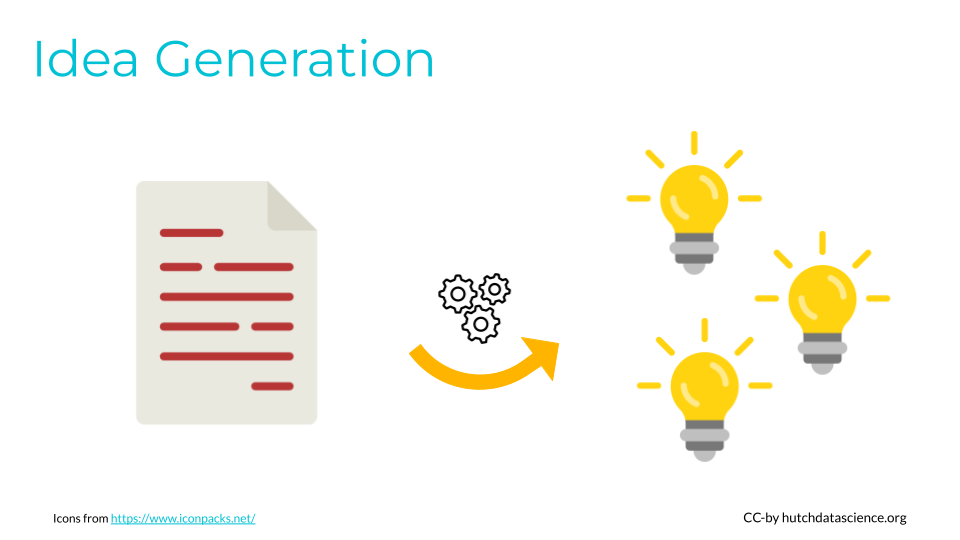 Idea Generation
Icons from https://www.iconpacks.net/
CC-by hutchdatascience.org